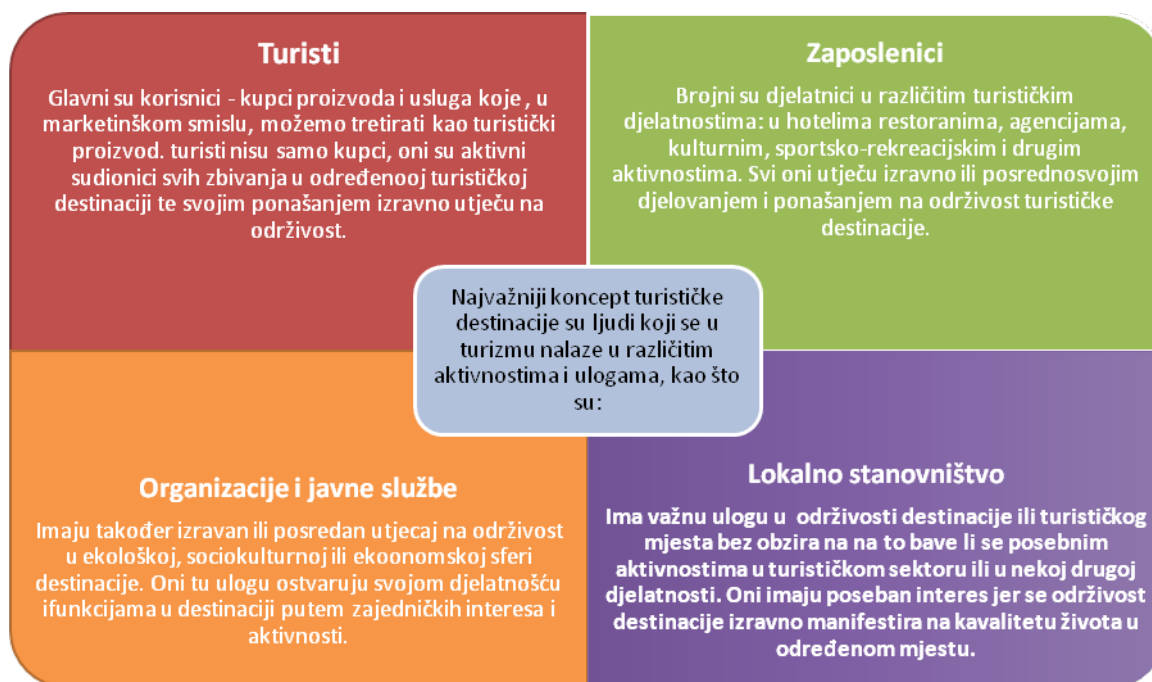 Turisti
Glavni su korisnici - kupci proizvoda i usluga koje , u
marketinškom smislu, možemo tretirati kao turistički
proizvod. turisti nisu samo kupci, oni su aktivni
sudionici svih zbivanja u određenooj turističkoj
destinaciji te svojim ponašanjem izravno utječu na
održivost.
Zaposlenici
Brojni su djelatnici u različitim turističkim
djelatnostima: u hotelima restoranima, agencijama,
kulturnim, sportsko-rekreacijskim i drugim
aktivnostima. Svi oni utječu izravno ili posrednosvojim
djelovanjem i ponašanjem na održivost turističke
destinacije.
Najvažniji koncept turističke
destinacije su ljudi koji se u
turizmu nalaze u različitim
aktivnostima i ulogama, kao što
su:
Organizacije i javne službe
Imaju također izravan ili posredan utjecaj na održivost
u ekološkoj, sociokulturnoj ili ekoonomskoj sferi
destinacije. Oni tu ulogu ostvaruju svojom djelatnošću
ifunkcijama u destinaciji putem zajedničkih interesa i
aktivnosti.
Lokalno stanovništvo
Ima važnu ulogu u održivosti destinacije ili turističkog
mjesta bez obzira na na to bave li se posebnim
aktivnostima u turističkom sektoru ili u nekoj drugoj
djelatnosti. Oni imaju poseban interes jer se održivost
destinacije izravno manifestira na kavalitetu života u
određenom mjestu.